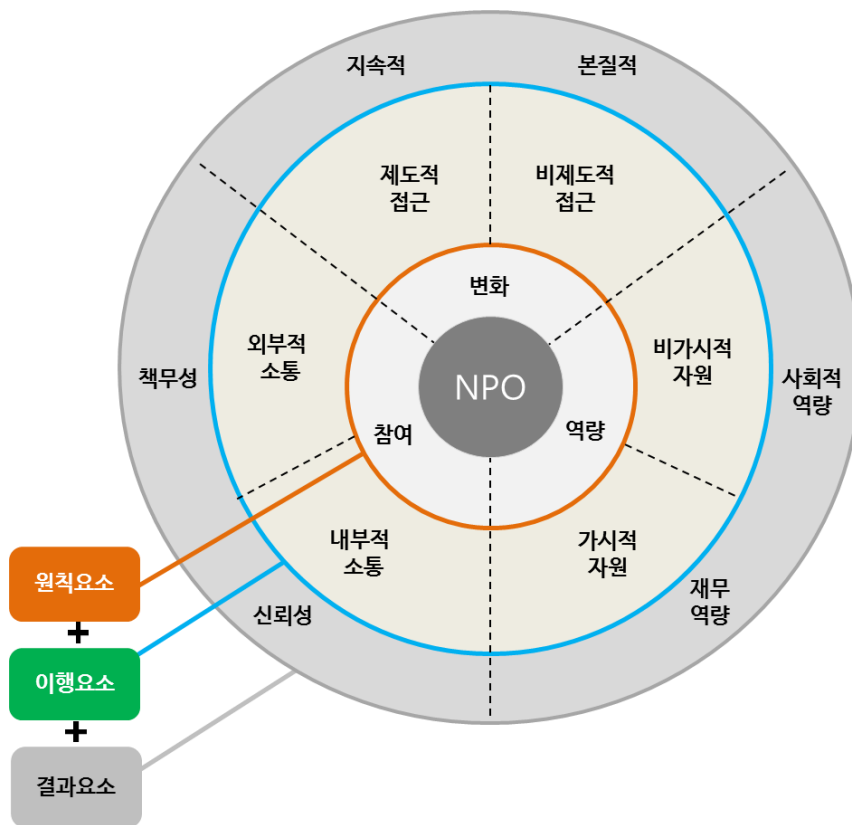 지속적
본질적
제도적
접근
비제도적
접근
변화
외부적
소통
비가시적
자원
책무성
NPO
사회적
역량
참여
역량
내부적
소통
가시적
자원
원칙요소
신뢰성
재무
역량
+
이행요소
+
결과요소